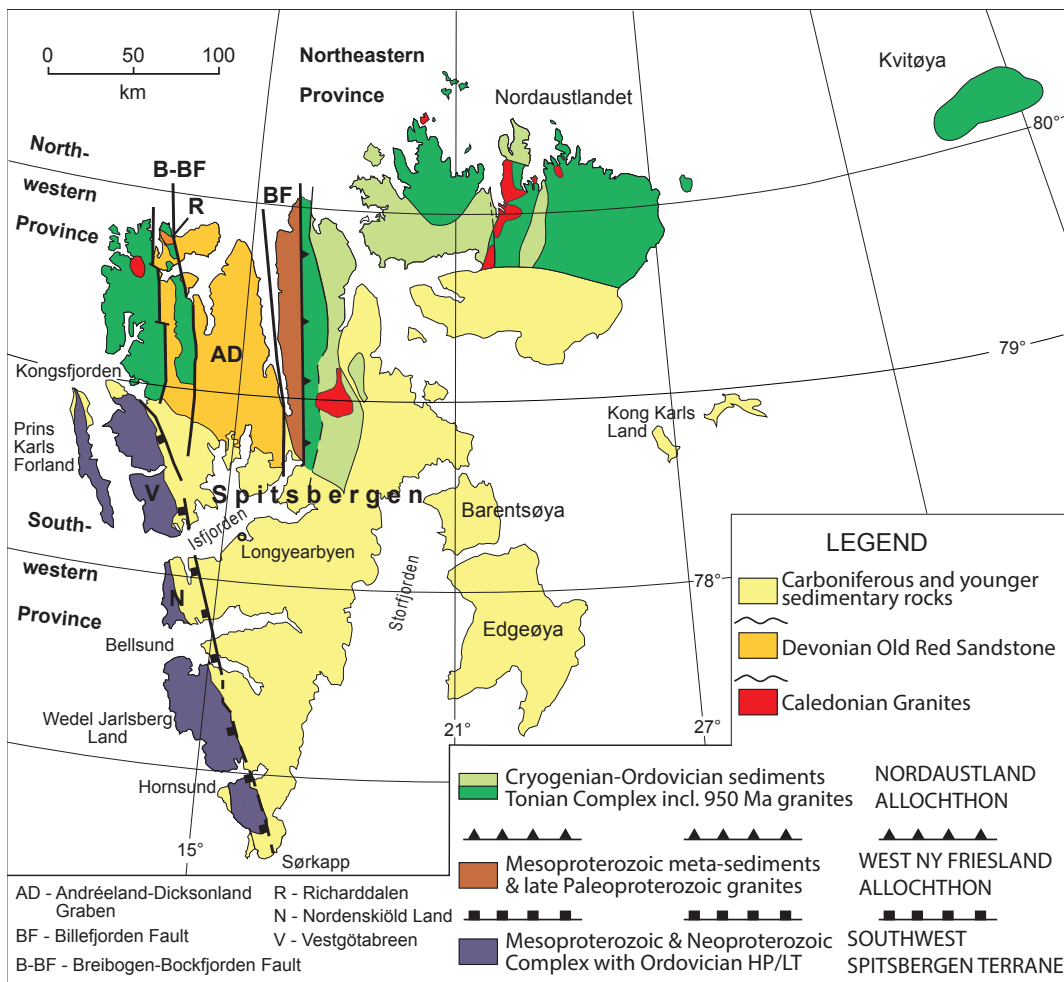 0 50 100
km
Northeastern
Province
Nordaustlandet
Kvitøya
80°
North-
western
Province
B-BF
R
BF
AD
79°
Kongsfjorden
Prins
Karls
Forland
Kong Karls
Land
V
Spitsbergen
Isfjorden
South-
western
Province
Longyearbyen
Barentsøya
Storfjorden
78°
N
Edgeøya
Bellsund
Wedel Jarlsberg
Land
21°
27°
Hornsund
15°
Sørkapp
LEGEND
Carboniferous and younger
sedimentary rocks
Devonian Old Red Sandstone
Caledonian Granites
Cryogenian-Ordovician sediments
Tonian Complex incl. 950 Ma granites
NORDAUSTLAND
ALLOCHTHON
Mesoproterozoic meta-sediments
& late Paleoproterozoic granites
WEST NY FRIESLAND
ALLOCHTHON
Mesoproterozoic & Neoproterozoic
Complex with Ordovician HP/LT
SOUTHWEST
SPITSBERGEN TERRANE
AD - Andréeland-Dicksonland
Graben
BF - Billefjorden Fault
B-BF - Breibogen-Bockfjorden Fault
R - Richarddalen
N - Nordenskiöld Land
V - Vestgötabreen